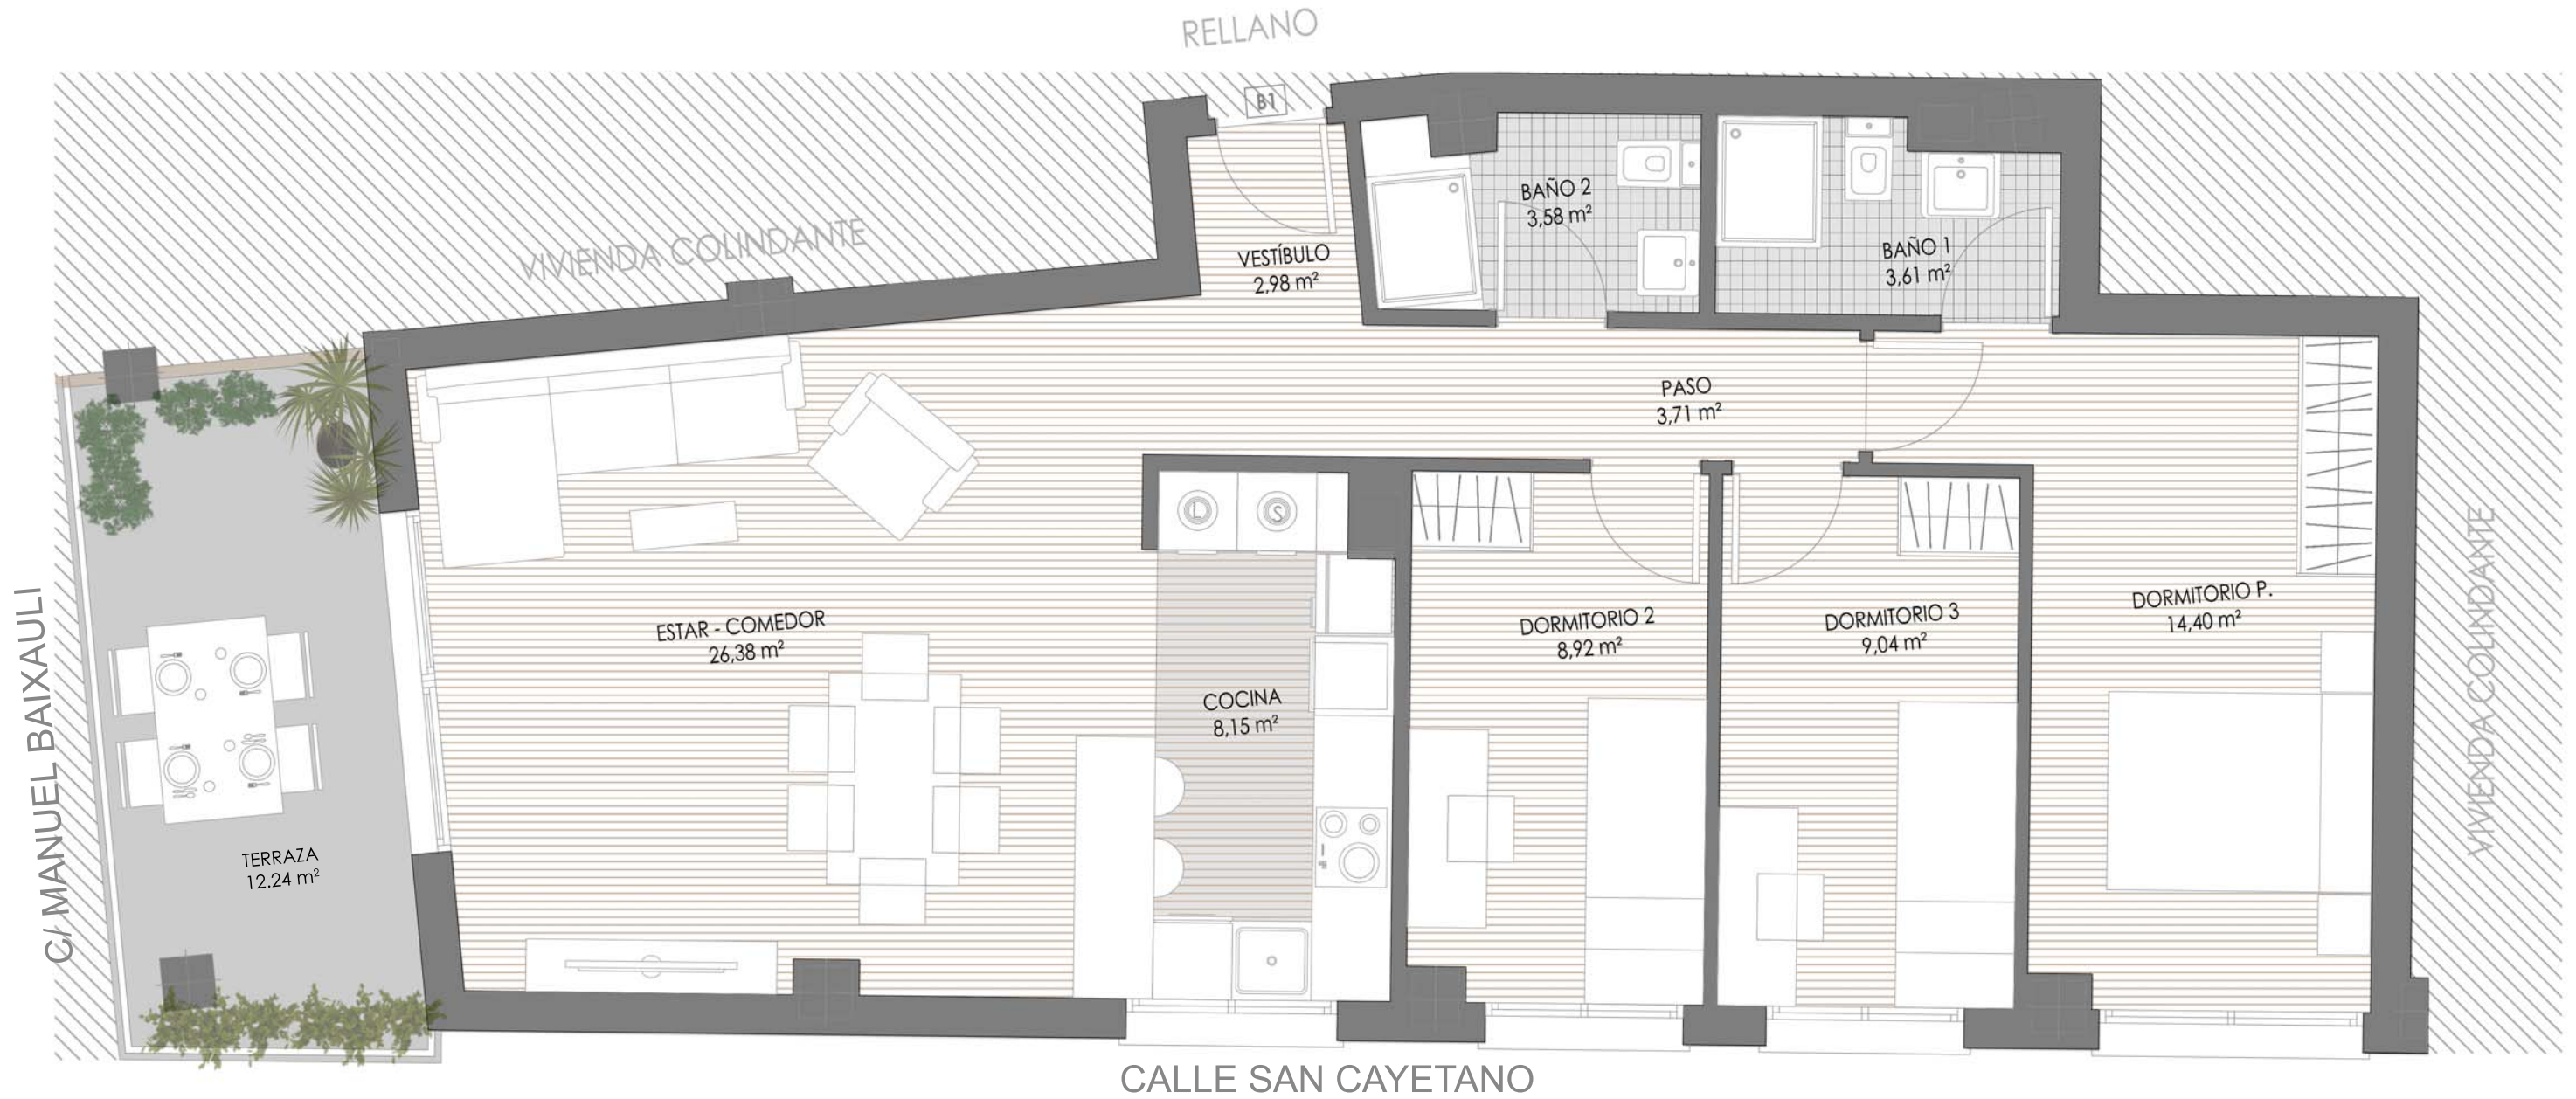 RELLANO
B1
VIVIENDA COLINDANTE
VESTÍBULO
2,98 m²
BAÑO 2
3,58 m²
BAÑO 1
3,61 m²
PASO
3,71 m²
L
S
ESTAR - COMEDOR
26,38 m²
COCINA
8,15 m²
DORMITORIO 2
8,92 m²
DORMITORIO 3
9,04 m²
DORMITORIO P.
14,40 m²
VIVIENDA COLINDANTE
C/ MANUEL BAIXAULI
TERRAZA
12.24 m²
CALLE SAN CAYETANO